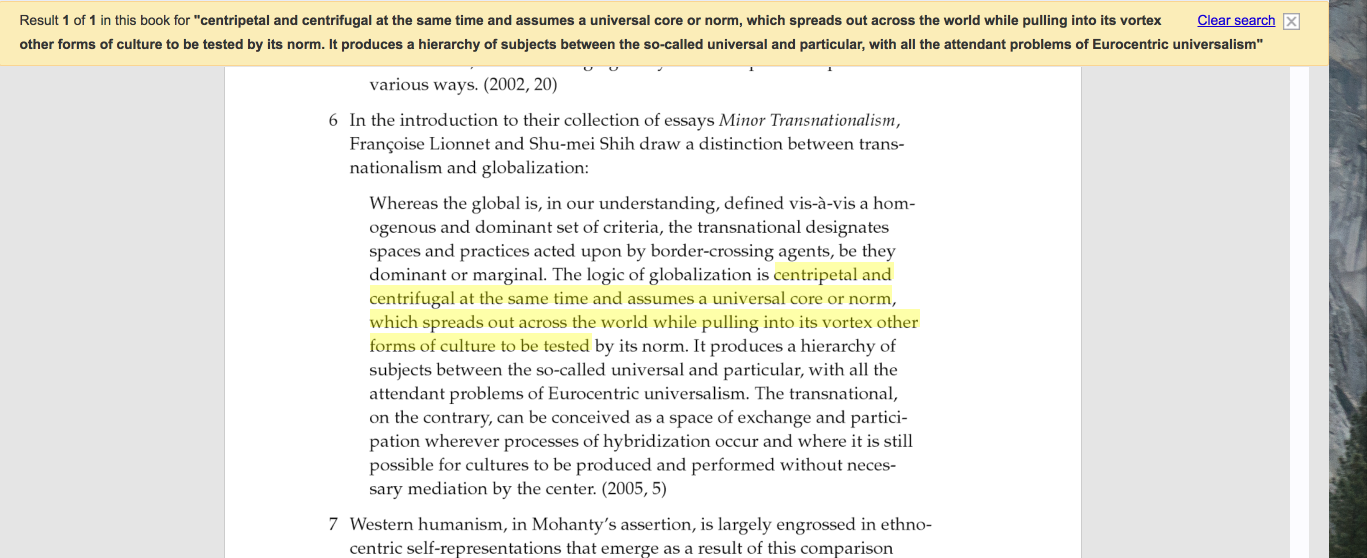 Result 1 of 1 in this book for "centripetal and centrifugal at the same time and assumes a universal core or norm, which spreads out across the world while pulling into its vortex
Clear search
other forms of culture to be tested by its norm. It produces a hierarchy of subjects between the so-called universal and particular, with all the attendant problems of Eurocentric universalism"
various ways. (2002, 20)
6 In the introduction to their collection of essays Minor Transnationalism,
Françoise Lionnet and Shu-mei Shih draw a distinction between trans-
nationalism and globalization:
Whereas the global is, in our understanding, defined vis-à-vis a hom-
ogenous and dominant set of criteria, the transnational designates
spaces and practices acted upon by border-crossing agents, be they
dominant or marginal. The logic of globalization is centripetal and
centrifugal at the same time and assumes a universal core or norm,
which spreads out across the world while pulling into its vortex other
forms of culture to be tested by its norm. It produces a hierarchy of
subjects between the so-called universal and particular, with all the
attendant problems of Eurocentric universalism. The transnational,
on the contrary, can be conceived as a space of exchange and partici-
pation wherever processes of hybridization occur and where it is still
possible for cultures to be produced and performed without neces-
sary mediation by the center. (2005, 5)
7 Western humanism, in Mohanty's assertion, is largely engrossed in ethno-
centric self-representations that emerge as a result of this comparison